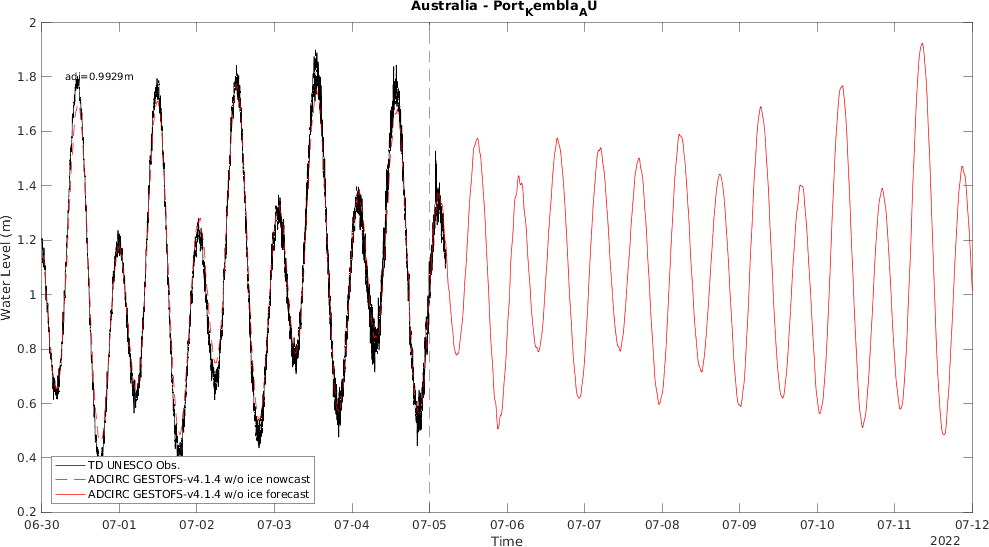 Australia - PortKemblaAU
2
1.8
1.6
1.4
1.2
1
0.8
0.6
0.4
0.2
Water Level (m)
adj=0.9929m
TD UNESCO Obs.
ADCIRC GESTOFS-v4.1.4 w/o ice nowcast
ADCIRC GESTOFS-v4.1.4 w/o ice forecast
06-30 07-01 07-02 07-03 07-04 07-05 07-06 07-07 07-08 07-09 07-10 07-11 07-12
Time
2022